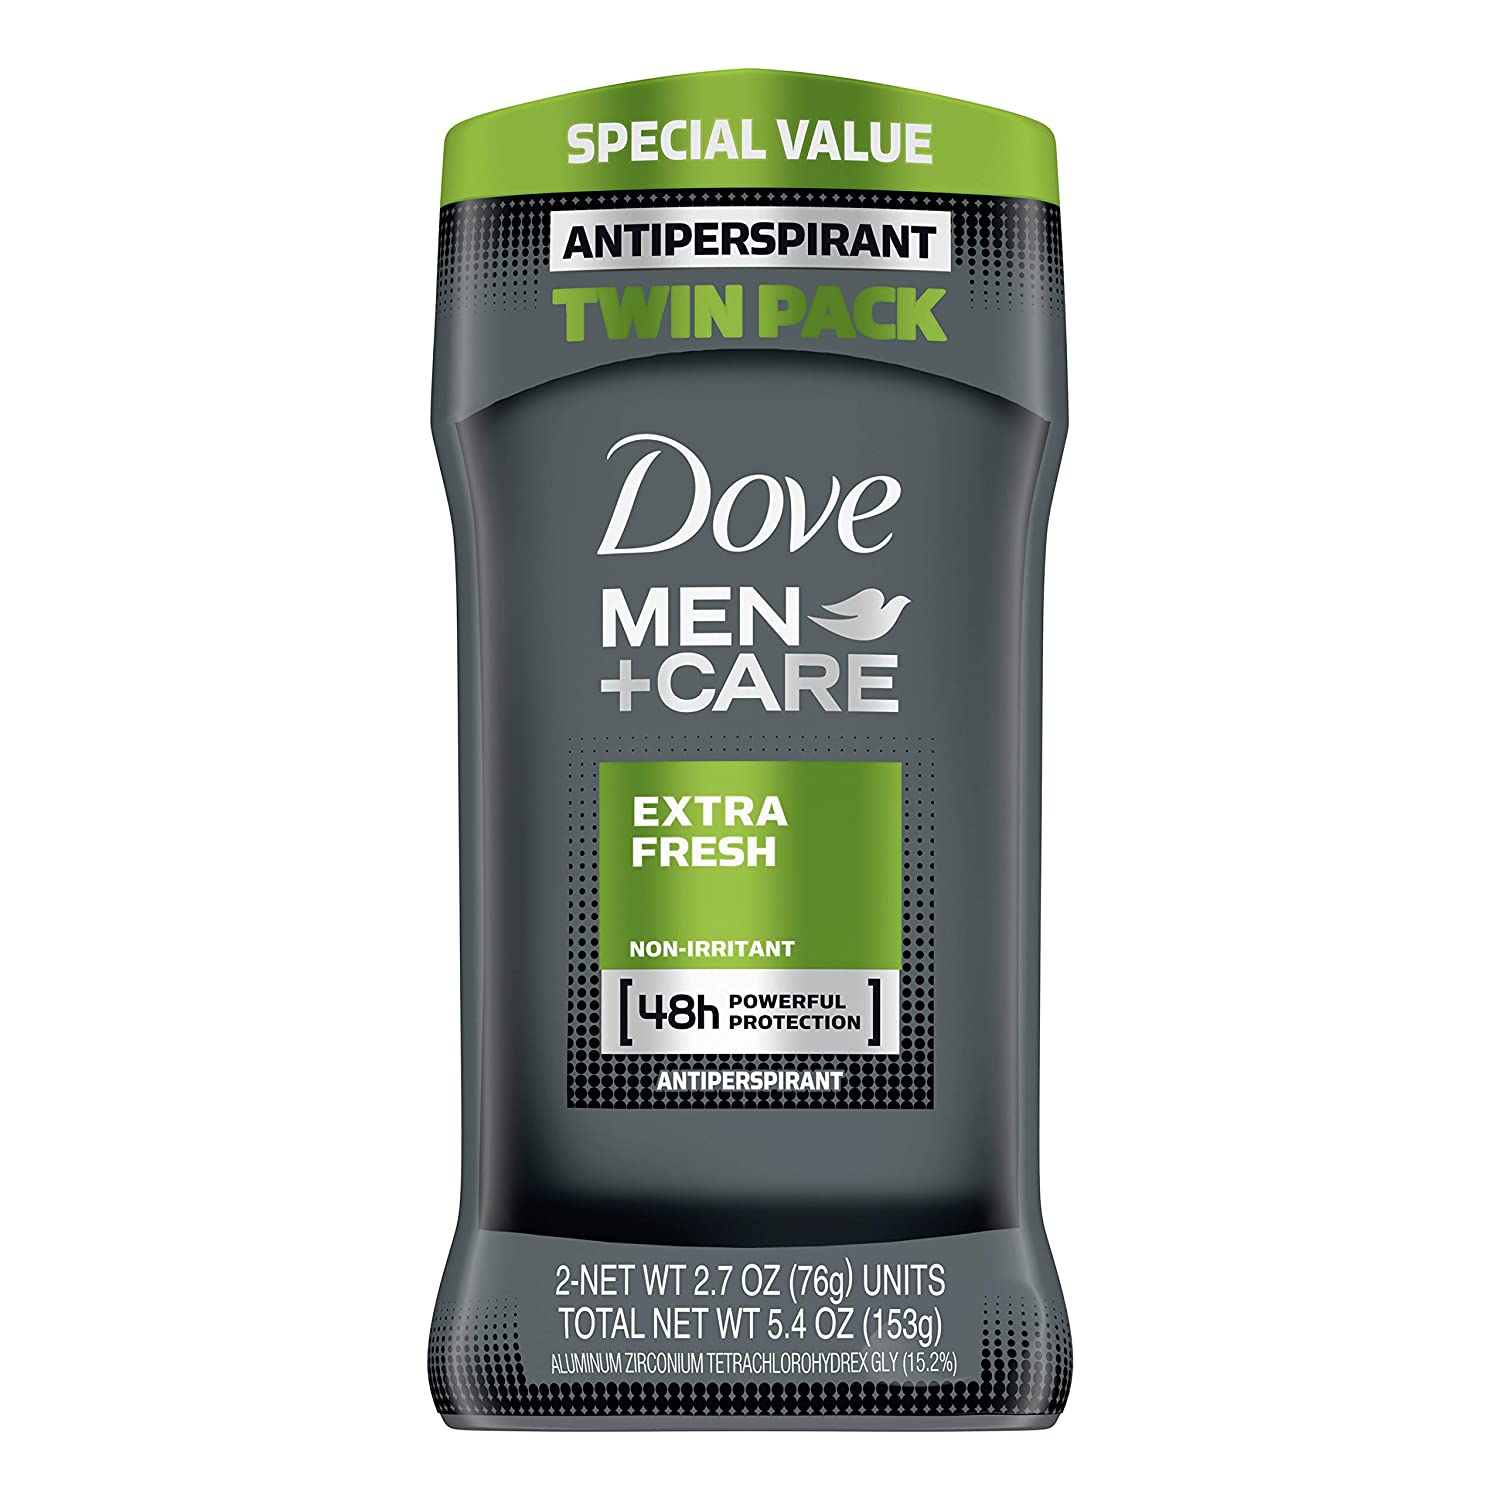 SPECIAL VALUE
ANTIPERSPIRANT
TWIN PACK
Dove
MEN
+CARE
EXTRA
FRESH
NON-IRRITANT
[48h POWERFUL
PROTECTION]
ANTIPERSPIRANT
2-NET WT 2.7 OZ (76g) UNITS
TOTAL NET WT 5.4 OZ (153g)
ALUMINUM ZIRCONIUM TETRACHLOROHYDREX GLY (15.2%)